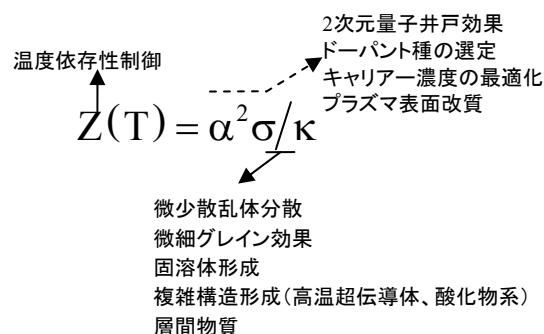 2次元量子井戸効果
ドーパント種の選定
キャリアー濃度の最適化
プラズマ表面改質
温度依存性制御
Z(T) = α²σ/κ
微少散乱体分散
微細グレイン効果
固溶体形成
複雑構造形成(高温超伝導体、酸化物系)
層間物質